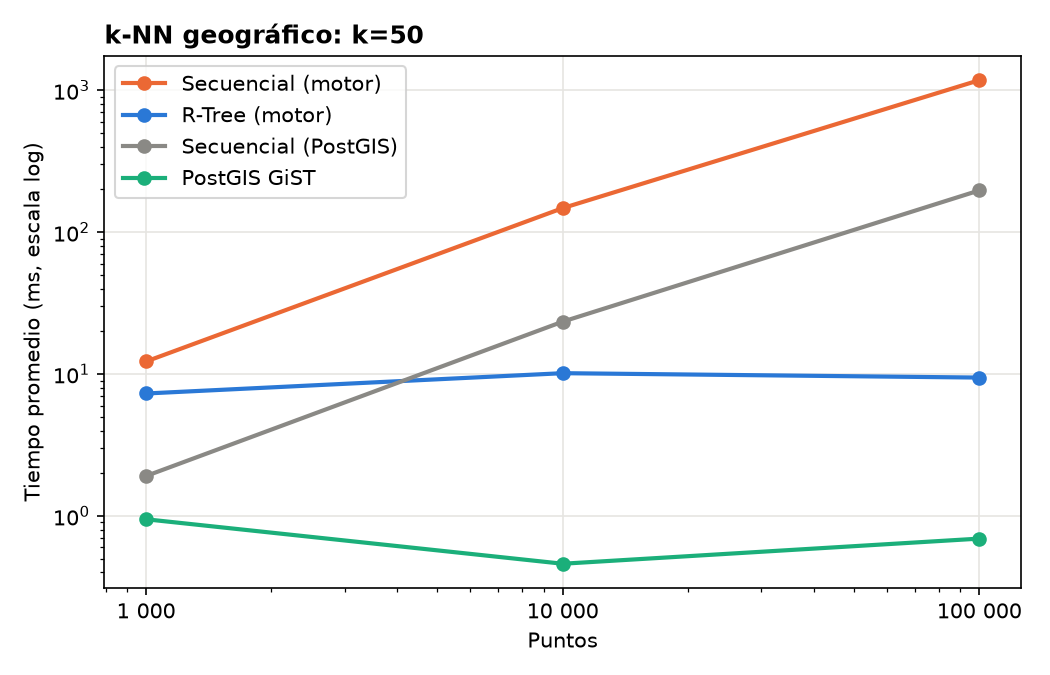 k-NN geográfico: k=50
Secuencial (motor)
R-Tree (motor)
Secuencial (PostGIS)
PostGIS GiST
Tiempo promedio (ms, escala log)
10³
10²
10¹
10⁰
1 000
10 000
100 000
Puntos